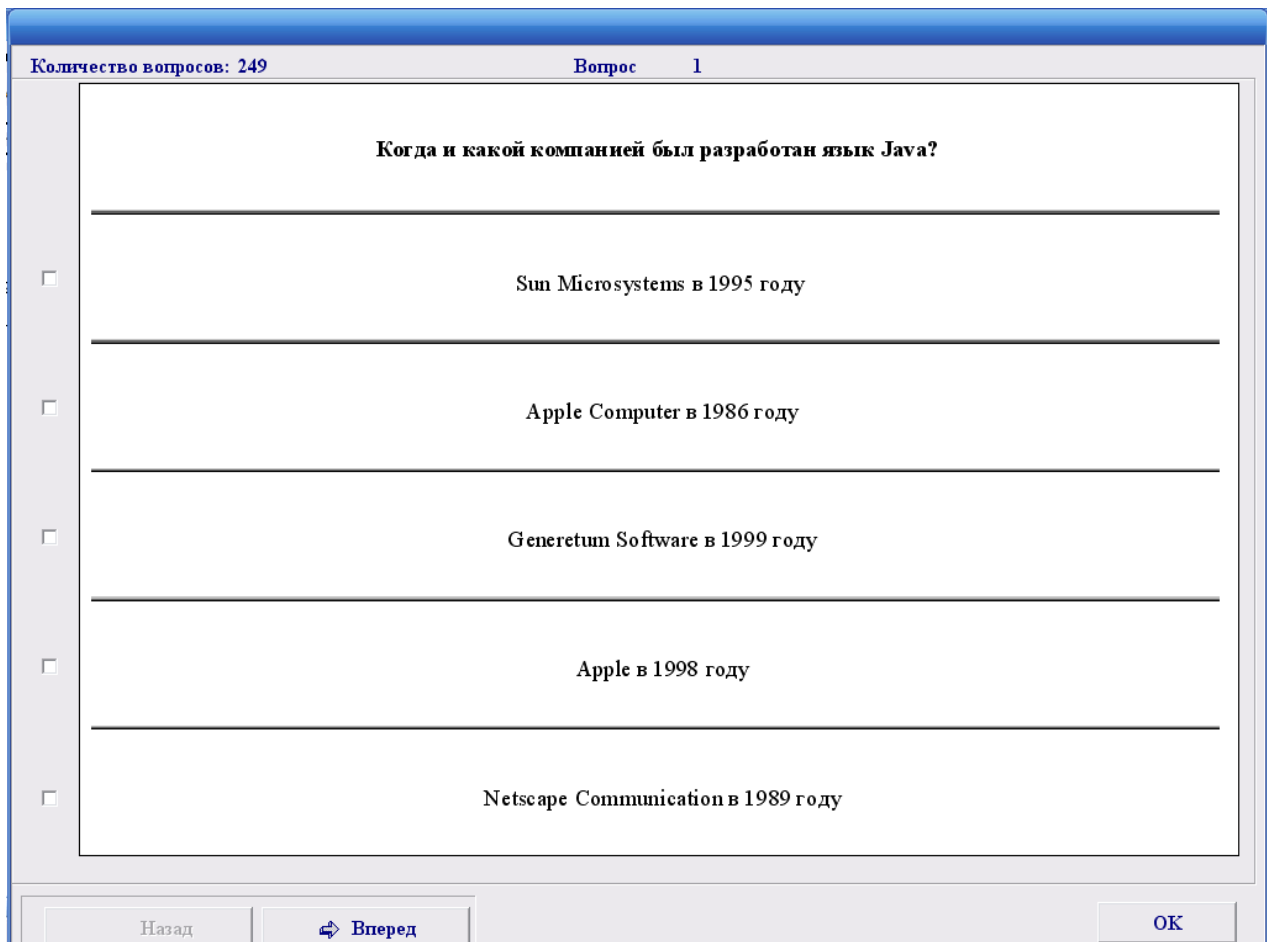 Количество вопросов: 249 Вопрос 1
Когда и какой компанией был разработан язык Java?
Sun Microsystems в 1995 году
Apple Computer в 1986 году
Generetum Software в 1999 году
Apple в 1998 году
Netscape Communication в 1989 году
Назад Вперед OK